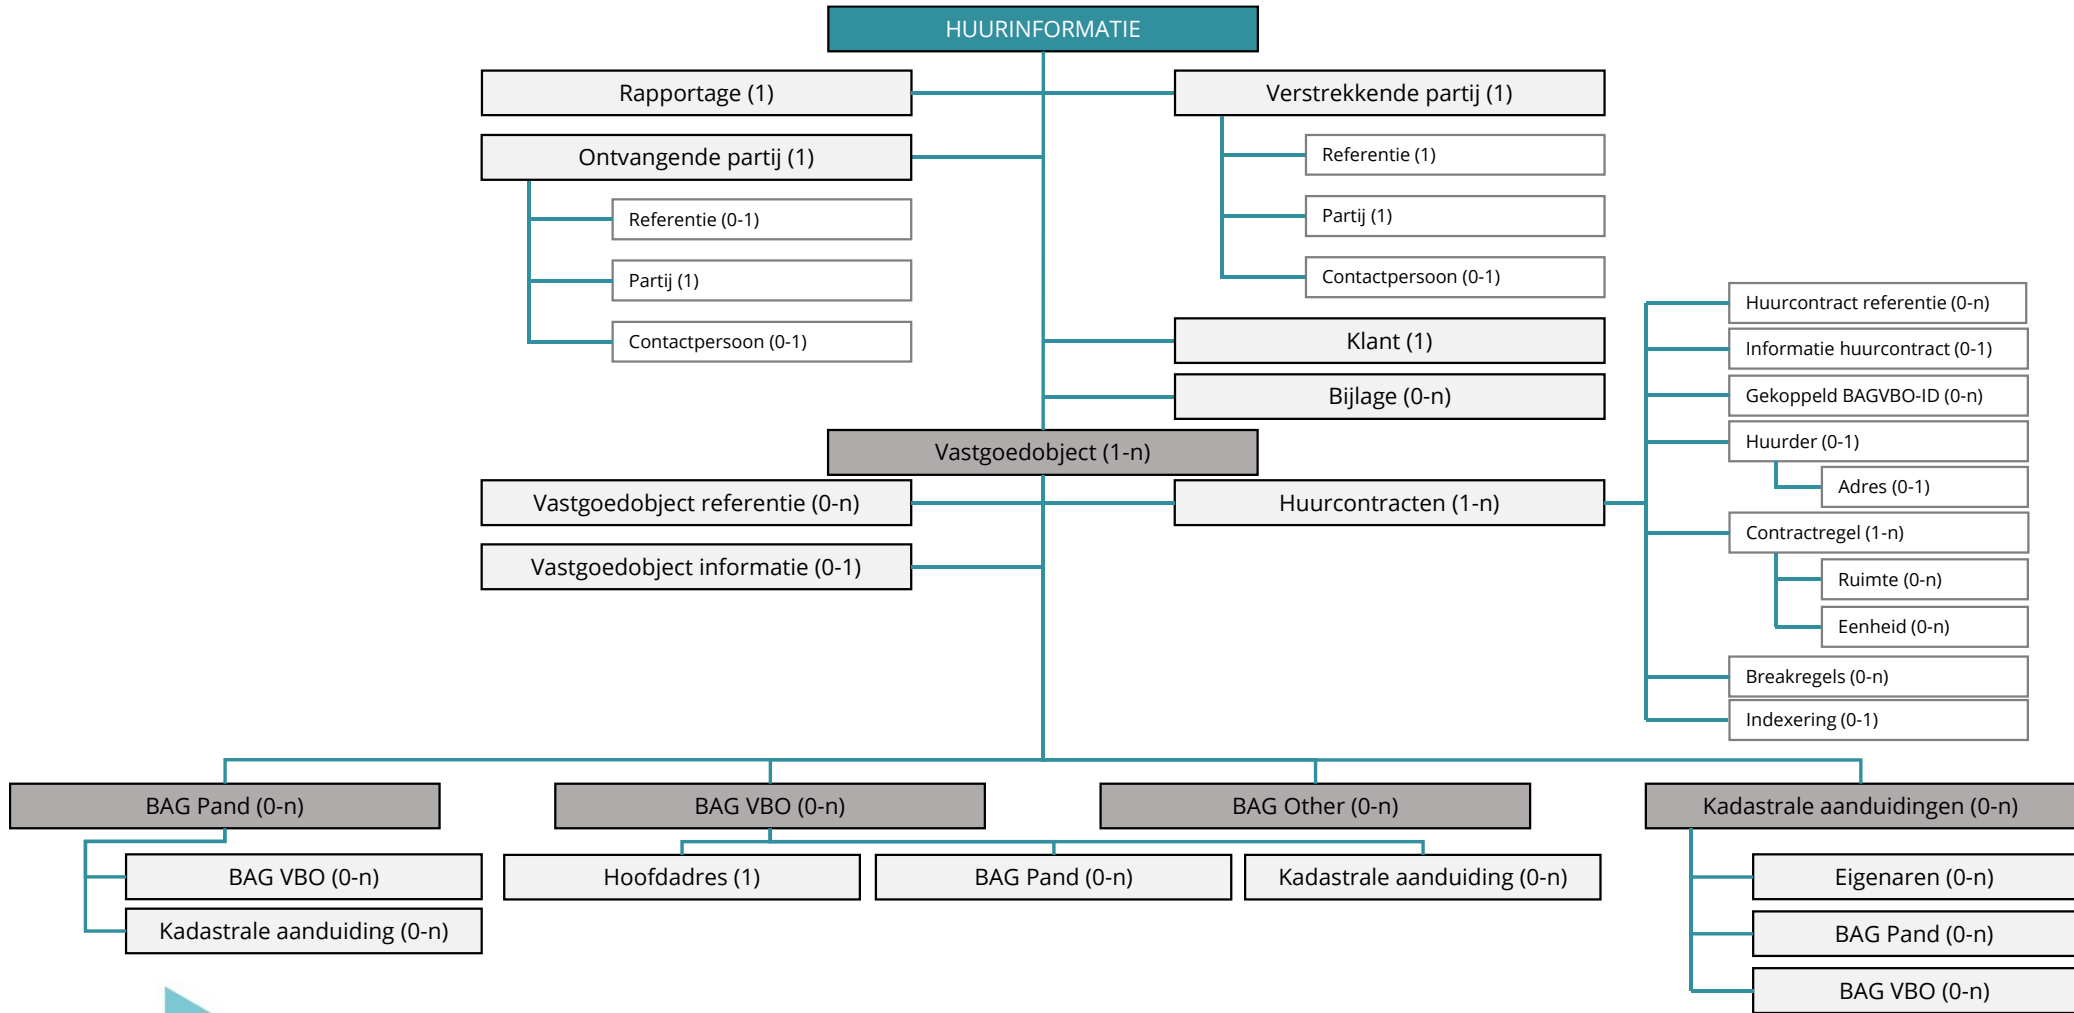 HUURINFORMATIE
Rapportage (1)
Verstrekkende partij (1)
Ontvangende partij (1)
Referentie (1)
Referentie (0-1)
Partij (1)
Partij (1)
Contactpersoon (0-1)
Contactpersoon (0-1)
Klant (1)
Bijlage (0-n)
Huurcontract referentie (0-n)
Informatie huurcontract (0-1)
Gekoppeld BAGVBO-ID (0-n)
Huurder (0-1)
Adres (0-1)
Contractregel (1-n)
Ruimte (0-n)
Eenheid (0-n)
Breakregels (0-n)
Indexering (0-1)
Vastgoedobject (1-n)
Vastgoedobject referentie (0-n)
Huurcontracten (1-n)
Vastgoedobject informatie (0-1)
BAG Pand (0-n)
BAG VBO (0-n)
BAG Other (0-n)
Kadastrale aanduidingen (0-n)
BAG VBO (0-n)
Kadastrale aanduiding (0-n)
Hoofdadres (1)
BAG Pand (0-n)
Kadastrale aanduiding (0-n)
Eigenaren (0-n)
BAG Pand (0-n)
BAG VBO (0-n)